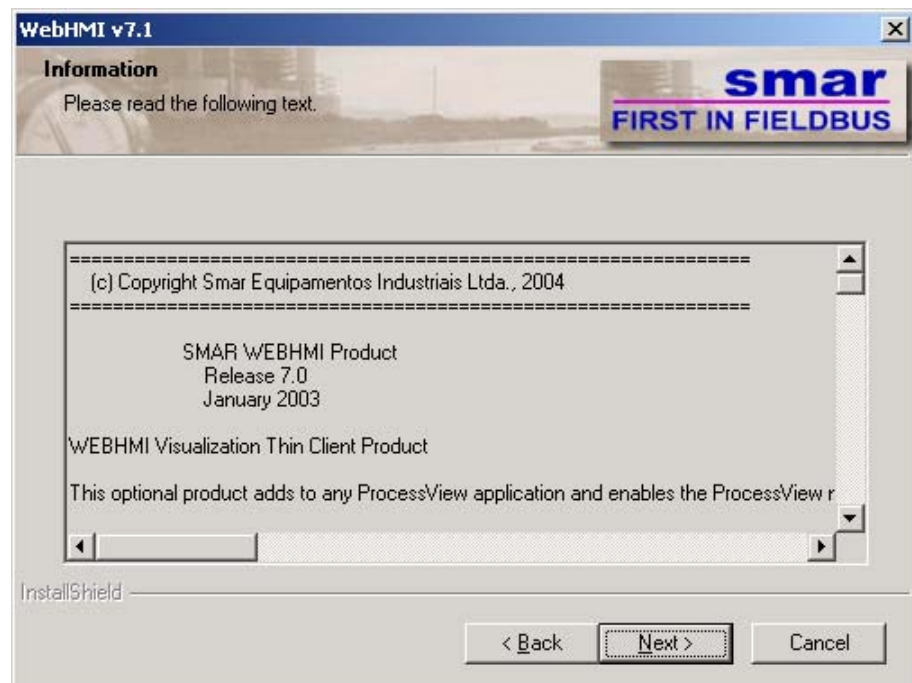 WebHMI v7.1
Information
Please read the following text.
smar
FIRST IN FIELDBUS
===============================================================
(c) Copyright Smar Equipamentos Industriais Ltda., 2004
===============================================================
SMAR WEBHMI Product
Release 7.0
January 2003
WEBHMI Visualization Thin Client Product
This optional product adds to any ProcessView application and enables the ProcessView r
InstallShield
< Back
Next >
Cancel